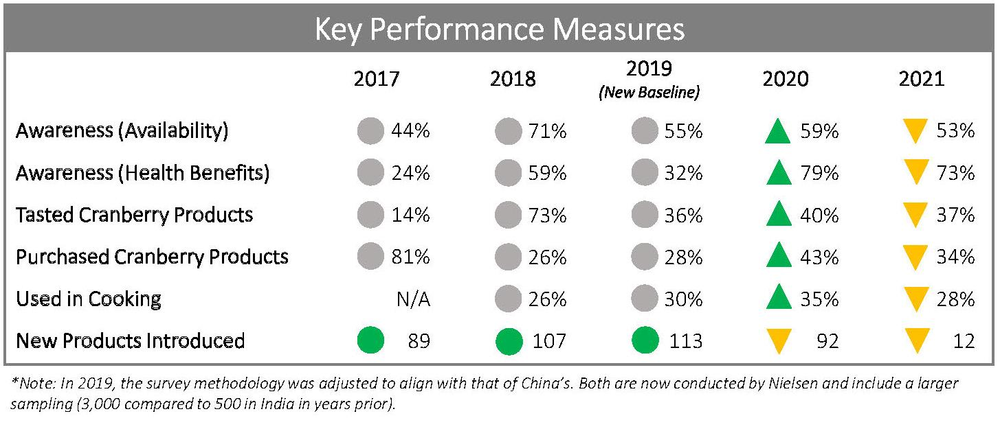 Key Performance Measures
2017 2018 2019 2020 2021
(New Baseline)
Awareness (Availability) 44% 71% 55% 59% 53%
Awareness (Health Benefits) 24% 59% 32% 79% 73%
Tasted Cranberry Products 14% 73% 36% 40% 37%
Purchased Cranberry Products 81% 26% 28% 43% 34%
Used in Cooking N/A 26% 30% 35% 28%
New Products Introduced 89 107 113 92 12
*Note: In 2019, the survey methodology was adjusted to align with that of China’s. Both are now conducted by Nielsen and include a larger
sampling (3,000 compared to 500 in India in years prior).